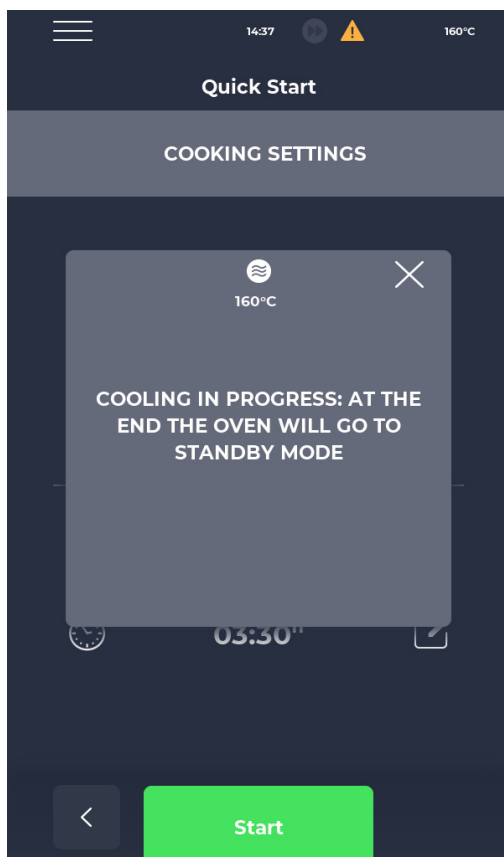 14:37
160°C
Quick Start
COOKING SETTINGS
160°C
COOLING IN PROGRESS: AT THE
END THE OVEN WILL GO TO
STANDBY MODE
03:30"
Start